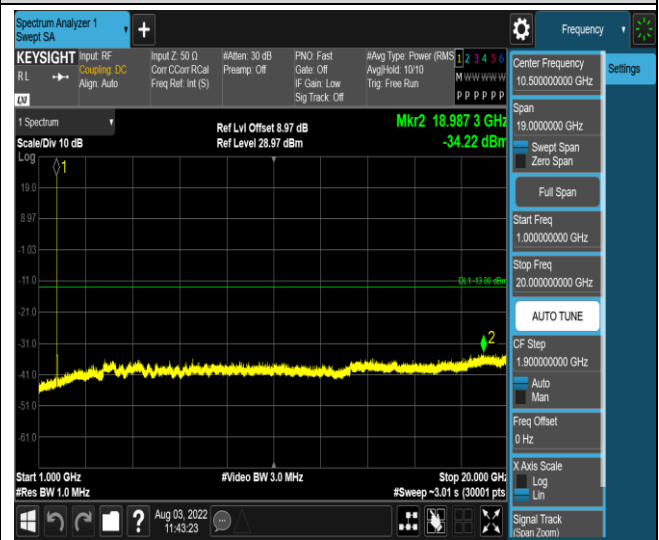 Spectrum Analyzer 1
Swept SA
+
Frequency
KEYSIGHT
RL
LXI
Input: RF
Coupling: DC
Align: Auto
Input Z: 50 Ω
Corr CCorr RCal
Freq Ref: Int (S)
#Atten: 30 dB
Preamp: Off
PNO: Fast
Gate: Off
IF Gain: Low
Sig Track: Off
#Avg Type: Power (RMS
Avg|Hold: 10/10
Trig: Free Run
1 2 3 4 5 6
M W W W W W
P P P P P P
1 Spectrum
Scale/Div 10 dB
Ref Lvl Offset 8.97 dB
Ref Level 28.97 dBm
Mkr2 18.987 3 GHz
-34.22 dBm
Log
1
19.0
8.97
-1.03
-11.0
DL1 -13.00 dBm
-21.0
-31.0
2
-41.0
-51.0
-61.0
Start 1.000 GHz
#Res BW 1.0 MHz
#Video BW 3.0 MHz
Stop 20.000 GHz
#Sweep ~3.01 s (30001 pts
Aug 03, 2022
11:43:23
?
Center Frequency
10.500000000 GHz
Span
19.0000000 GHz
Swept Span
Zero Span
Full Span
Start Freq
1.000000000 GHz
Stop Freq
20.000000000 GHz
AUTO TUNE
CF Step
1.900000000 GHz
Auto
Man
Freq Offset
0 Hz
X Axis Scale
Log
Lin
Signal Track
(Span Zoom)
Settings